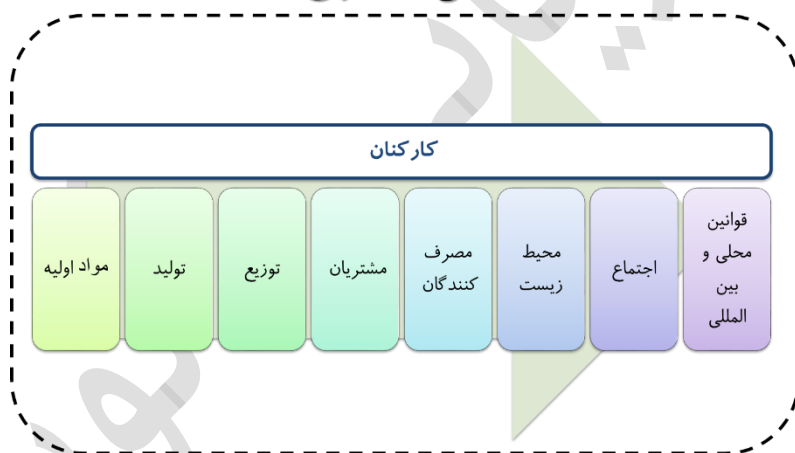 کارکنان
مواد اولیه
تولید
توزیع
مشتریان
مصرف
کنندگان
محیط
زیست
اجتماع
قوانین
محلی و
بین
المللی